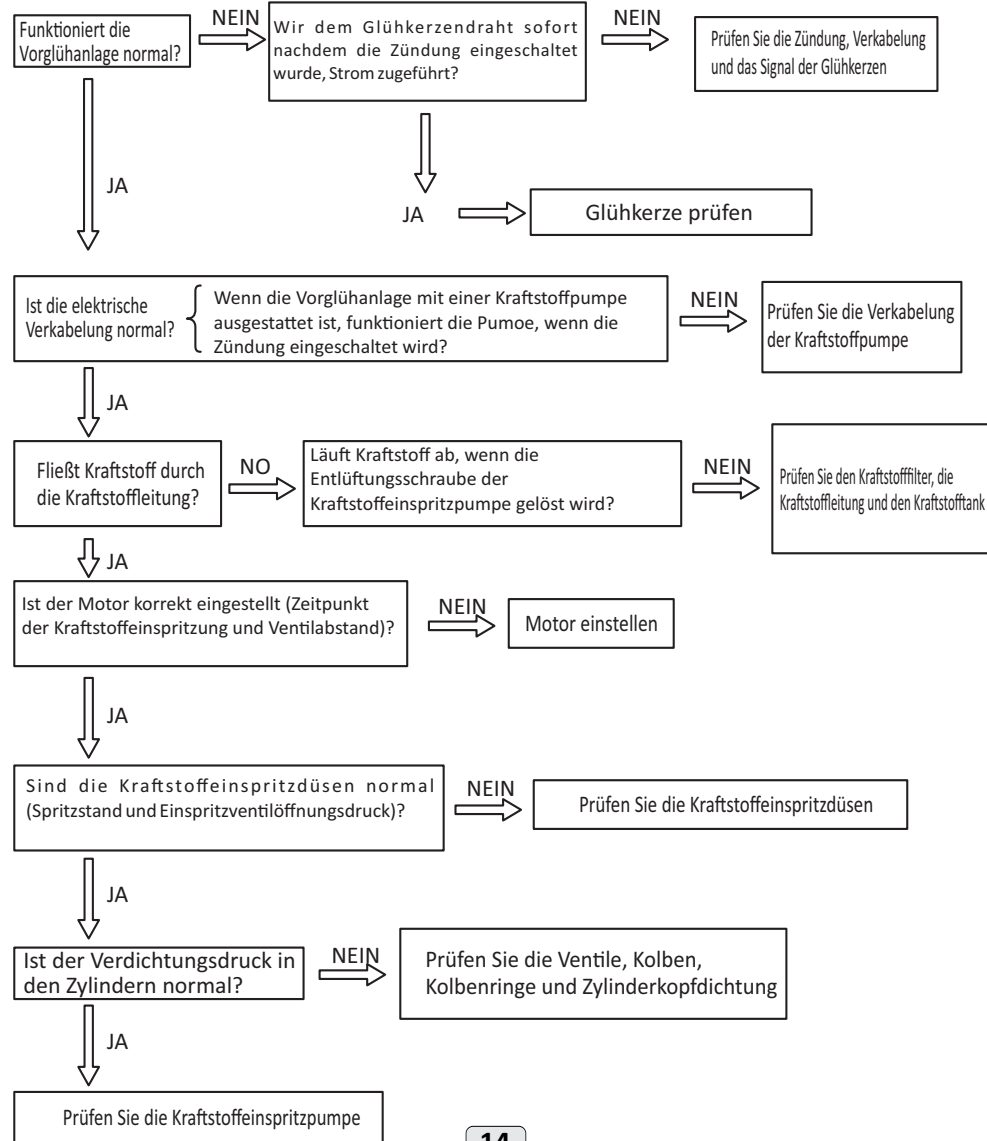 Funktioniert die
Vorglühanlage normal?
NEIN
Wir dem Glühkerzendraht sofort
nachdem die Zündung eingeschaltet
wurde, Strom zugeführt?
NEIN
Prüfen Sie die Zündung, Verkabelung
und das Signal der Glühkerzen
JA
JA
Glühkerze prüfen
Ist die elektrische
Verkabelung normal?
Wenn die Vorglühanlage mit einer Kraftstoffpumpe
ausgestattet ist, funktioniert die Pumoe, wenn die
Zündung eingeschaltet wird?
NEIN
Prüfen Sie die Verkabelung
der Kraftstoffpumpe
JA
Fließt Kraftstoff durch
die Kraftstoffleitung?
NO
Läuft Kraftstoff ab, wenn die
Entlüftungsschraube der
Kraftstoffeinspritzpumpe gelöst wird?
NEIN
Prüfen Sie den Kraftstofffilter, die
Kraftstoffleitung und den Kraftstofftank
JA
Ist der Motor korrekt eingestellt (Zeitpunkt
der Kraftstoffeinspritzung und Ventilabstand)?
NEIN
Motor einstellen
JA
Sind die Kraftstoffeinspritzdüsen normal
(Spritzstand und Einspritzventilöffnungsdruck)?
NEIN
Prüfen Sie die Kraftstoffeinspritzdüsen
JA
Ist der Verdichtungsdruck in
den Zylindern normal?
NEIN
Prüfen Sie die Ventile, Kolben,
Kolbenringe und Zylinderkopfdichtung
JA
Prüfen Sie die Kraftstoffeinspritzpumpe
14